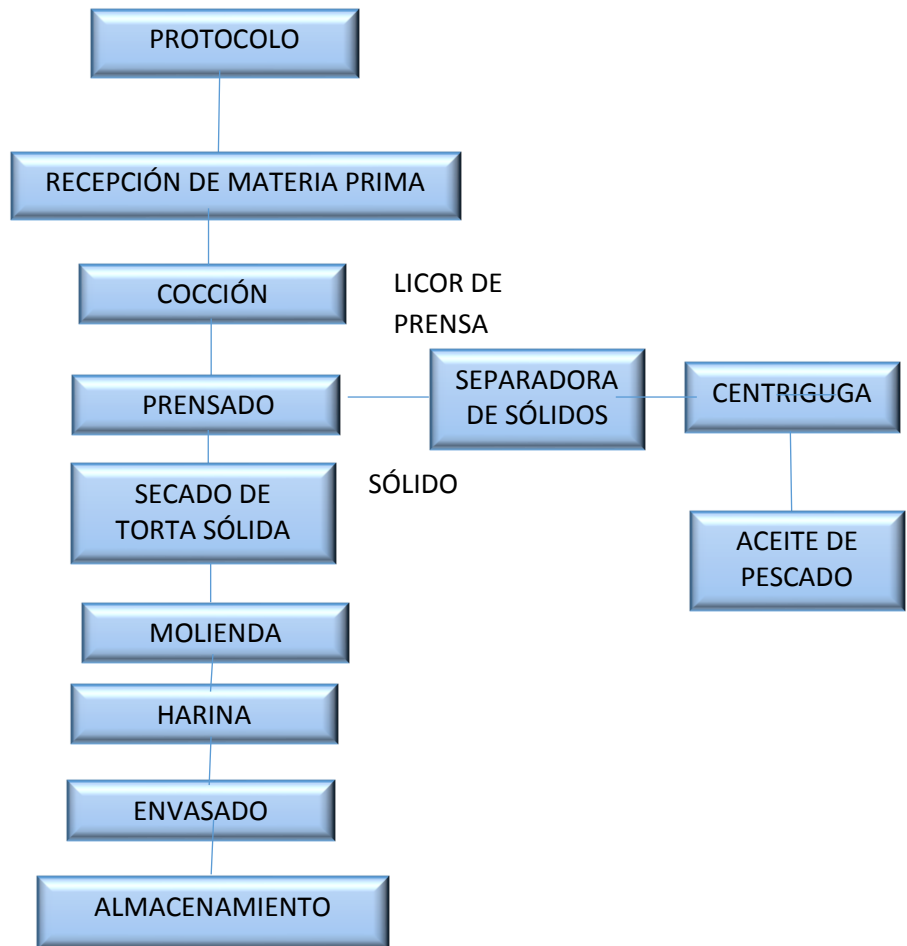 PROTOCOLO
RECEPCIÓN DE MATERIA PRIMA
COCCIÓN
LICOR DE
PRENSA
PRENSADO
SEPARADORA
DE SÓLIDOS
CENTRIGUGA
SECADO DE
TORTA SÓLIDA
SÓLIDO
ACEITE DE
PESCADO
MOLIENDA
HARINA
ENVASADO
ALMACENAMIENTO